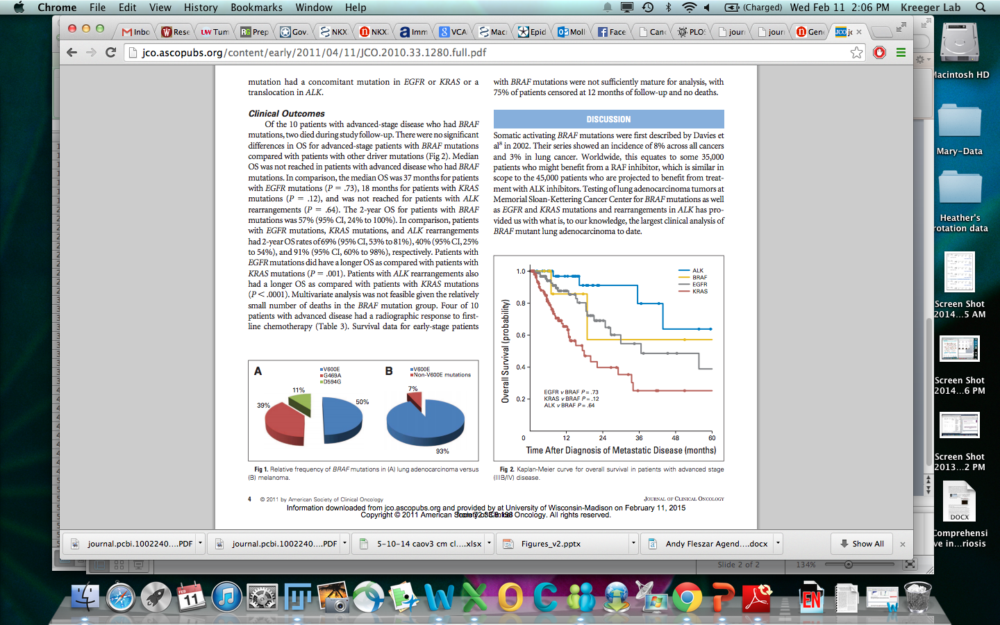 Chrome File Edit View History Bookmarks Window Help (Charged) Wed Feb 11 2:06 PM Kreeger Lab
Inbo Rese UW Tum RG Prep Gov. NKX NKX. Imm VCA Mac Epid Moll Face Canc PLO jour jour Gen JCO jc
jco.ascopubs.org/content/early/2011/04/11/JCO.2010.33.1280.full.pdf
mutation had a concomitant mutation in EGFR or KRAS or a
translocation in ALK.
Clinical Outcomes
Of the 10 patients with advanced-stage disease who had BRAF
mutations, two died during study follow-up. There were no significant
differences in OS for advanced-stage patients with BRAF mutations
compared with patients with other driver mutations (Fig 2). Median
OS was not reached in patients with advanced disease who had BRAF
mutations. In comparison, the median OS was 37 months for patients
with EGFR mutations (P = .73), 18 months for patients with KRAS
mutations (P = .12), and was not reached for patients with ALK
rearrangements (P = .64). The 2-year OS for patients with BRAF
mutations was 57% (95% CI, 24% to 100%). In comparison, patients
with EGFR mutations, KRAS mutations, and ALK rearrangements
had 2-year OS rates of 69% (95% CI, 53% to 81%), 40% (95% CI, 25%
to 54%), and 91% (95% CI, 60% to 98%), respectively. Patients with
EGFR mutations did have a longer OS as compared with patients with
KRAS mutations (P = .001). Patients with ALK rearrangements also
had a longer OS as compared with patients with KRAS mutations
(P < .0001). Multivariate analysis was not feasible given the relatively
small number of deaths in the BRAF mutation group. Four of 10
patients with advanced disease had a radiographic response to first-
line chemotherapy (Table 3). Survival data for early-stage patients
with BRAF mutations were not sufficiently mature for analysis, with
75% of patients censored at 12 months of follow-up and no deaths.
DISCUSSION
Somatic activating BRAF mutations were first described by Davies et
al⁸ in 2002. Their series showed an incidence of 8% across all cancers
and 3% in lung cancer. Worldwide, this equates to some 35,000
patients who might benefit from a RAF inhibitor, which is similar in
scope to the 45,000 patients who are projected to benefit from treat-
ment with ALK inhibitors. Testing of lung adenocarcinoma tumors at
Memorial Sloan-Kettering Cancer Center for BRAF mutations as well
as EGFR and KRAS mutations and rearrangements in ALK has pro-
vided us with what is, to our knowledge, the largest clinical analysis of
BRAF mutant lung adenocarcinoma to date.
A
V600E
G469A
D594G
11%
39%
50%
B
V600E
Non-V600E mutations
7%
93%
Fig 1. Relative frequency of BRAF mutations in (A) lung adenocarcinoma versus
(B) melanoma.
ALK
BRAF
EGFR
KRAS
1.0
0.8
0.6
0.4
0.2
Overall Survival (probability)
EGFR v BRAF P = .73
KRAS v BRAF P = .12
ALK v BRAF P = .64
0 12 24 36 48 60
Time After Diagnosis of Metastatic Disease (months)
Fig 2. Kaplan-Meier curve for overall survival in patients with advanced stage
(IIIB/IV) disease.
4 © 2011 by American Society of Clinical Oncology
JOURNAL OF CLINICAL ONCOLOGY
Information downloaded from jco.ascopubs.org and provided by at University of Wisconsin-Madison on February 11, 2015
Copyright © 2011 American Society of Clinical Oncology. All rights reserved.
journal.pcbi.1002240....PDF journal.pcbi.1002240....PDF 5-10-14 caov3 cm cl....xlsx Figures_v2.pptx Andy Fleszar Agend....docx Show All
Slide 2 of 2 134%
Macintosh HD
Mary-Data
Heather's
rotation data
Screen Shot
2014...5 AM
Screen Shot
2014...6 PM
Screen Shot
2013...2 PM
DOCX
Comprehensi
ve in...riosis
FEB
11
EN